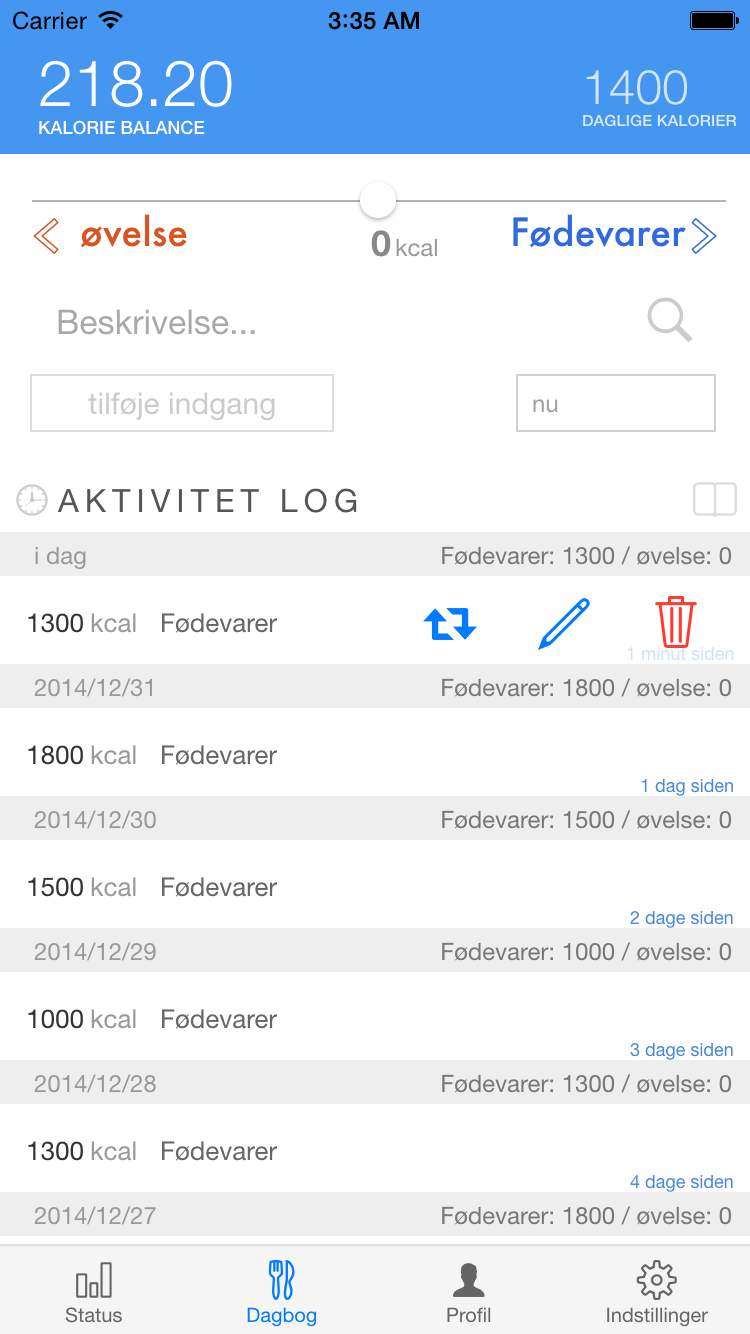 Carrier 3:35 AM
218.20 1400
KALORIE BALANCE DAGLIGE KALORIER
øvelse 0 kcal Fødevarer
Beskrivelse...
tilføje indgang nu
AKTIVITET LOG
i dag Fødevarer: 1300 / øvelse: 0
1300 kcal Fødevarer
1 minut siden
2014/12/31 Fødevarer: 1800 / øvelse: 0
1800 kcal Fødevarer
1 dag siden
2014/12/30 Fødevarer: 1500 / øvelse: 0
1500 kcal Fødevarer
2 dage siden
2014/12/29 Fødevarer: 1000 / øvelse: 0
1000 kcal Fødevarer
3 dage siden
2014/12/28 Fødevarer: 1300 / øvelse: 0
1300 kcal Fødevarer
4 dage siden
2014/12/27 Fødevarer: 1800 / øvelse: 0
Status Dagbog Profil Indstillinger